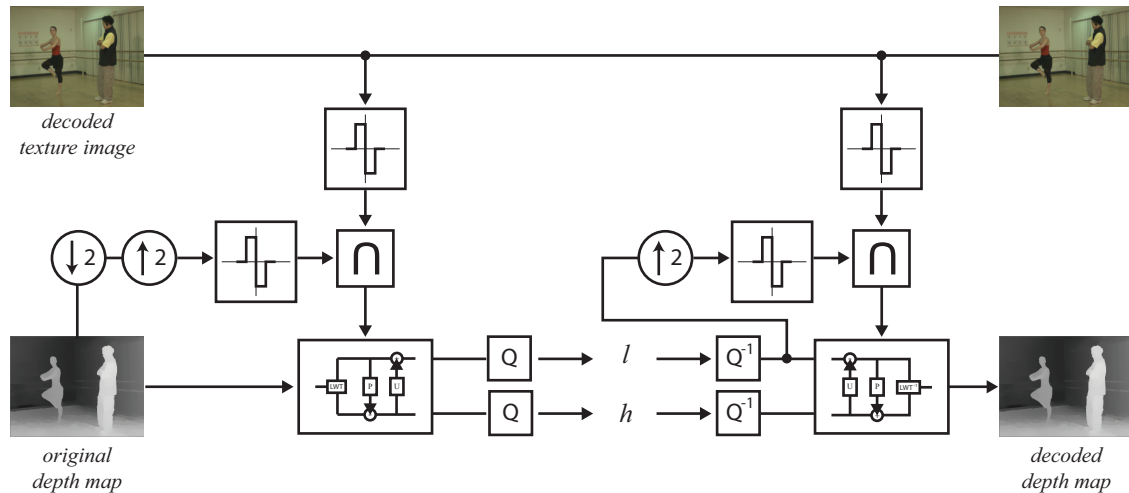 decoded
texture image
2
2
2
LWT
P
U
Q
l
Q-1
Q
h
Q-1
U
P
LWT-1
original
depth map
decoded
depth map